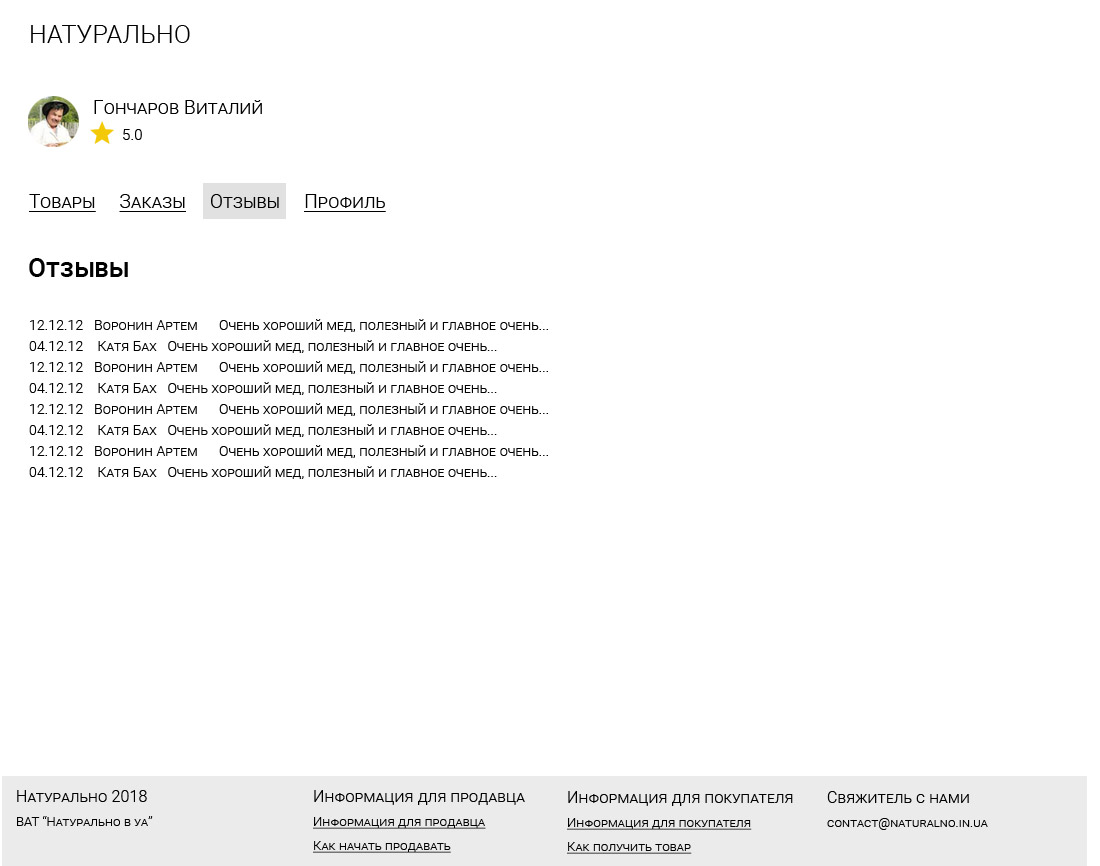 НАТУРАЛЬНО
Гончаров Виталий
5.0
Товары Заказы Отзывы Профиль
Отзывы
12.12.12 Воронин Артем Очень хороший мед, полезный и главное очень...
04.12.12 Катя Бах Очень хороший мед, полезный и главное очень...
12.12.12 Воронин Артем Очень хороший мед, полезный и главное очень...
04.12.12 Катя Бах Очень хороший мед, полезный и главное очень...
12.12.12 Воронин Артем Очень хороший мед, полезный и главное очень...
04.12.12 Катя Бах Очень хороший мед, полезный и главное очень...
12.12.12 Воронин Артем Очень хороший мед, полезный и главное очень...
04.12.12 Катя Бах Очень хороший мед, полезный и главное очень...
Натурально 2018
ВАТ “Натурально в уа”
Информация для продавца
Информация для продавца
Как начать продавать
Информация для покупателя
Информация для покупателя
Как получить товар
Свяжитель с нами
contact@naturalno.in.ua